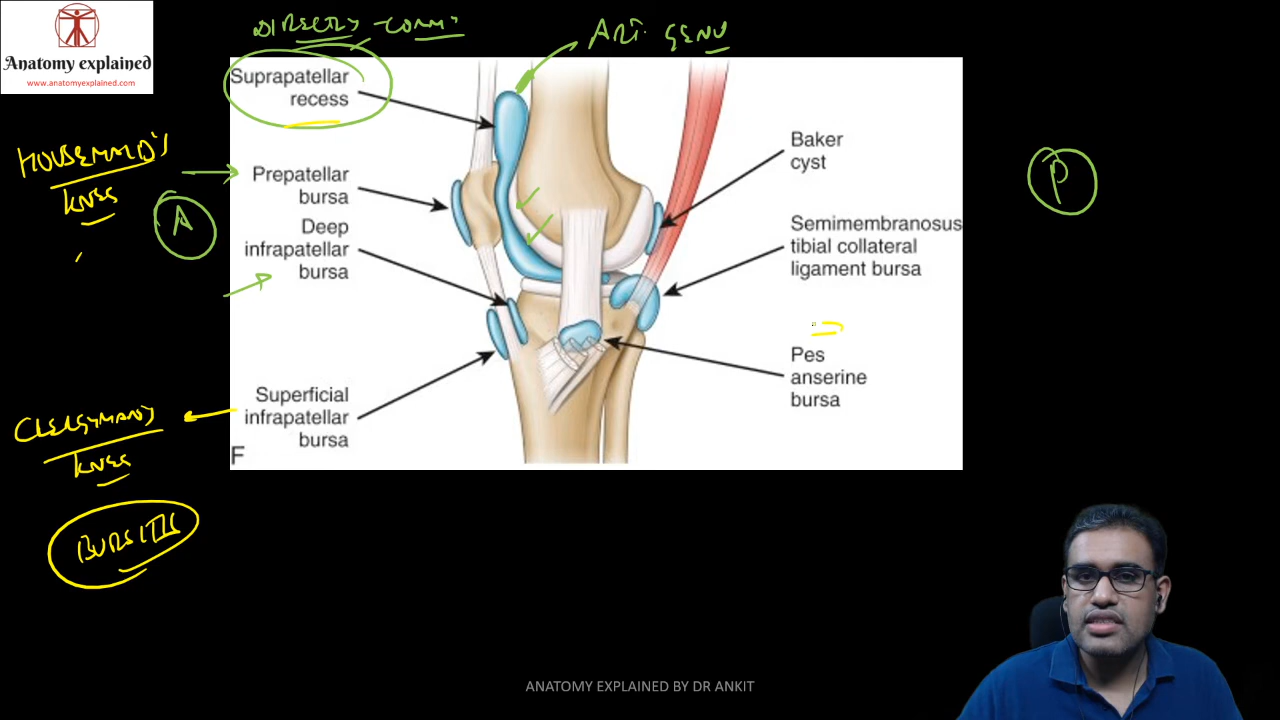 Anatomy explained
www.anatomyexplained.com
DIRECTLY COMM?
ART. GENU
Suprapatellar
recess
HOUSEMAID'S
KNEE
A
Prepatellar
bursa
Deep
infrapatellar
bursa
Superficial
infrapatellar
bursa
F
CLERGYMAN'S
KNEE
BURSITIS
Baker
cyst
Semimembranosus
tibial collateral
ligament bursa
Pes
anserine
bursa
P
ANATOMY EXPLAINED BY DR ANKIT